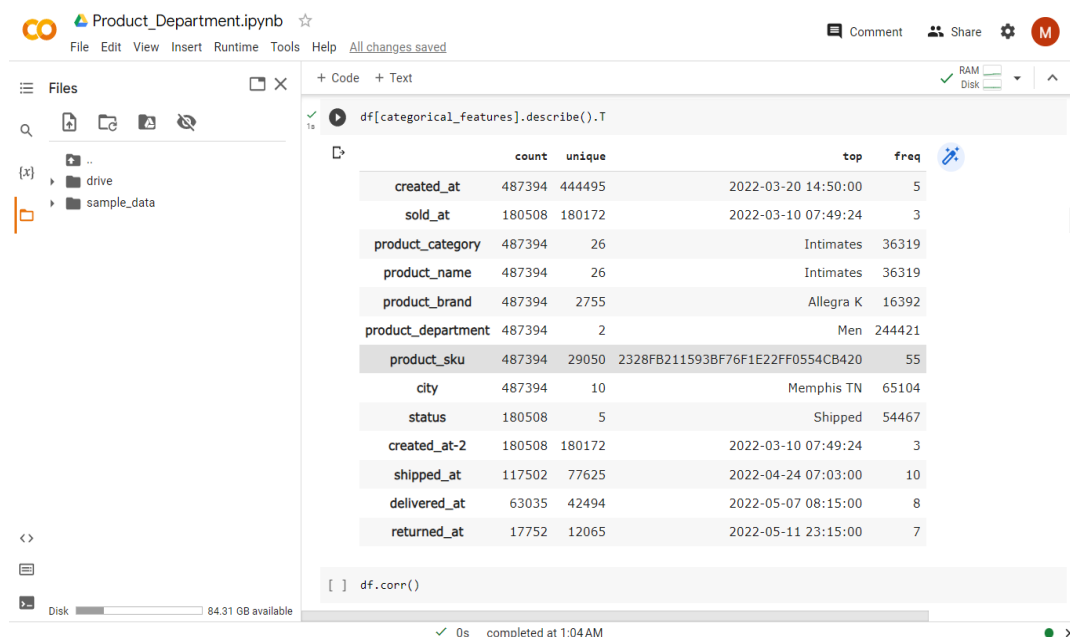 CO Product_Department.ipynb
File Edit View Insert Runtime Tools Help All changes saved
Comment Share M
Files
+ Code + Text
RAM
Disk
1s
df[categorical_features].describe().T
..
drive
sample_data
{x}
count unique top freq
created_at 487394 444495 2022-03-20 14:50:00 5
sold_at 180508 180172 2022-03-10 07:49:24 3
product_category 487394 26 Intimates 36319
product_name 487394 26 Intimates 36319
product_brand 487394 2755 Allegra K 16392
product_department 487394 2 Men 244421
product_sku 487394 29050 2328FB211593BF76F1E22FF0554CB420 55
city 487394 10 Memphis TN 65104
status 180508 5 Shipped 54467
created_at-2 180508 180172 2022-03-10 07:49:24 3
shipped_at 117502 77625 2022-04-24 07:03:00 10
delivered_at 63035 42494 2022-05-07 08:15:00 8
returned_at 17752 12065 2022-05-11 23:15:00 7
[ ] df.corr()
Disk 84.31 GB available
0s completed at 1:04 AM